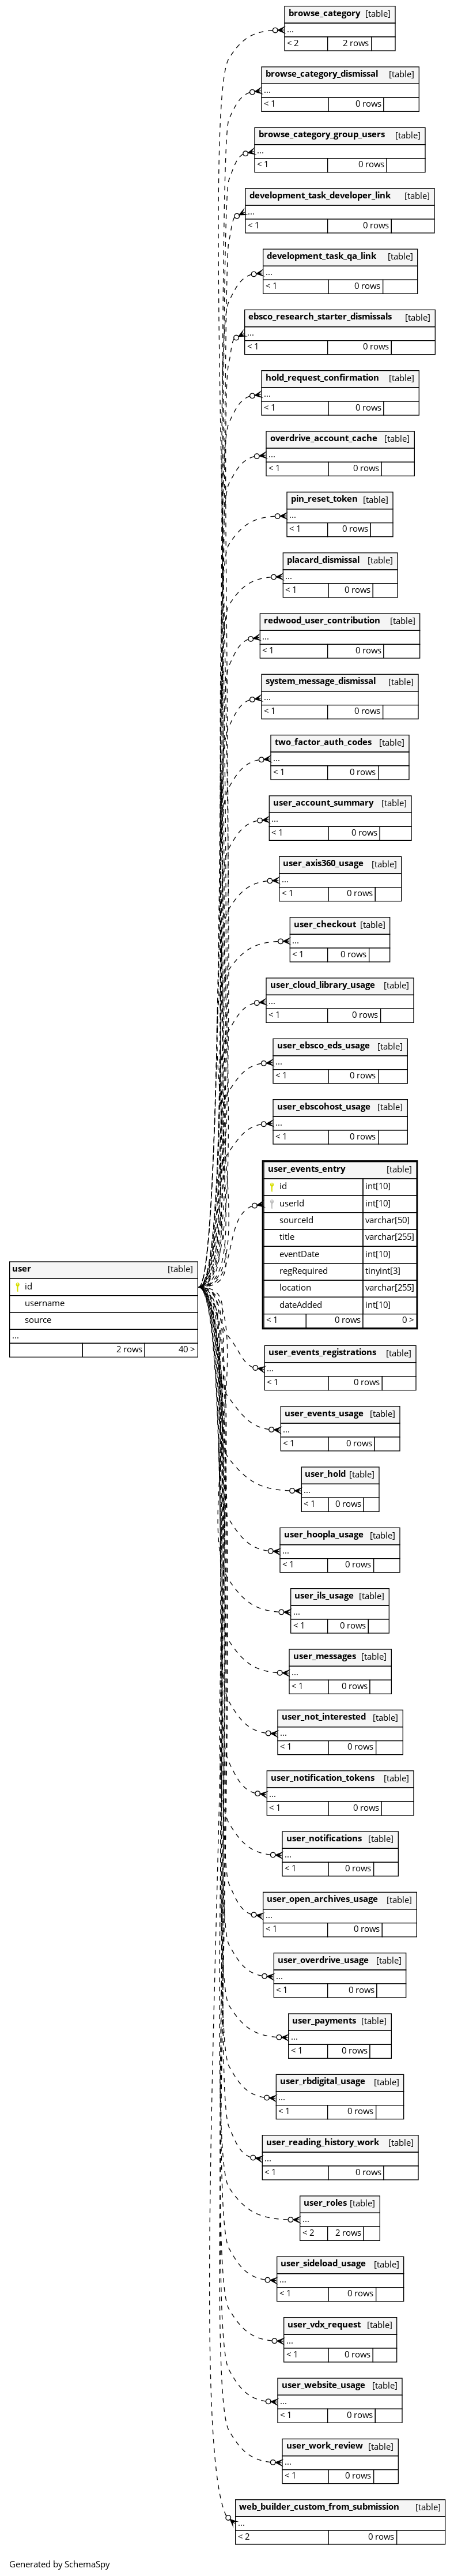 browse_category [table]
...
< 2 2 rows
browse_category_dismissal [table]
...
< 1 0 rows
browse_category_group_users [table]
...
< 1 0 rows
development_task_developer_link [table]
...
< 1 0 rows
development_task_qa_link [table]
...
< 1 0 rows
ebsco_research_starter_dismissals [table]
...
< 1 0 rows
hold_request_confirmation [table]
...
< 1 0 rows
overdrive_account_cache [table]
...
< 1 0 rows
pin_reset_token [table]
...
< 1 0 rows
placard_dismissal [table]
...
< 1 0 rows
redwood_user_contribution [table]
...
< 1 0 rows
system_message_dismissal [table]
...
< 1 0 rows
two_factor_auth_codes [table]
...
< 1 0 rows
user_account_summary [table]
...
< 1 0 rows
user_axis360_usage [table]
...
< 1 0 rows
user_checkout [table]
...
< 1 0 rows
user_cloud_library_usage [table]
...
< 1 0 rows
user_ebsco_eds_usage [table]
...
< 1 0 rows
user_ebscohost_usage [table]
...
< 1 0 rows
user_events_entry [table]
id int[10]
userId int[10]
sourceId varchar[50]
title varchar[255]
eventDate int[10]
regRequired tinyint[3]
location varchar[255]
dateAdded int[10]
< 1 0 rows 0 >
user [table]
id
username
source
...
2 rows 40 >
user_events_registrations [table]
...
< 1 0 rows
user_events_usage [table]
...
< 1 0 rows
user_hold [table]
...
< 1 0 rows
user_hoopla_usage [table]
...
< 1 0 rows
user_ils_usage [table]
...
< 1 0 rows
user_messages [table]
...
< 1 0 rows
user_not_interested [table]
...
< 1 0 rows
user_notification_tokens [table]
...
< 1 0 rows
user_notifications [table]
...
< 1 0 rows
user_open_archives_usage [table]
...
< 1 0 rows
user_overdrive_usage [table]
...
< 1 0 rows
user_payments [table]
...
< 1 0 rows
user_rbdigital_usage [table]
...
< 1 0 rows
user_reading_history_work [table]
...
< 1 0 rows
user_roles [table]
...
< 2 2 rows
user_sideload_usage [table]
...
< 1 0 rows
user_vdx_request [table]
...
< 1 0 rows
user_website_usage [table]
...
< 1 0 rows
user_work_review [table]
...
< 1 0 rows
web_builder_custom_from_submission [table]
...
< 2 0 rows
Generated by SchemaSpy